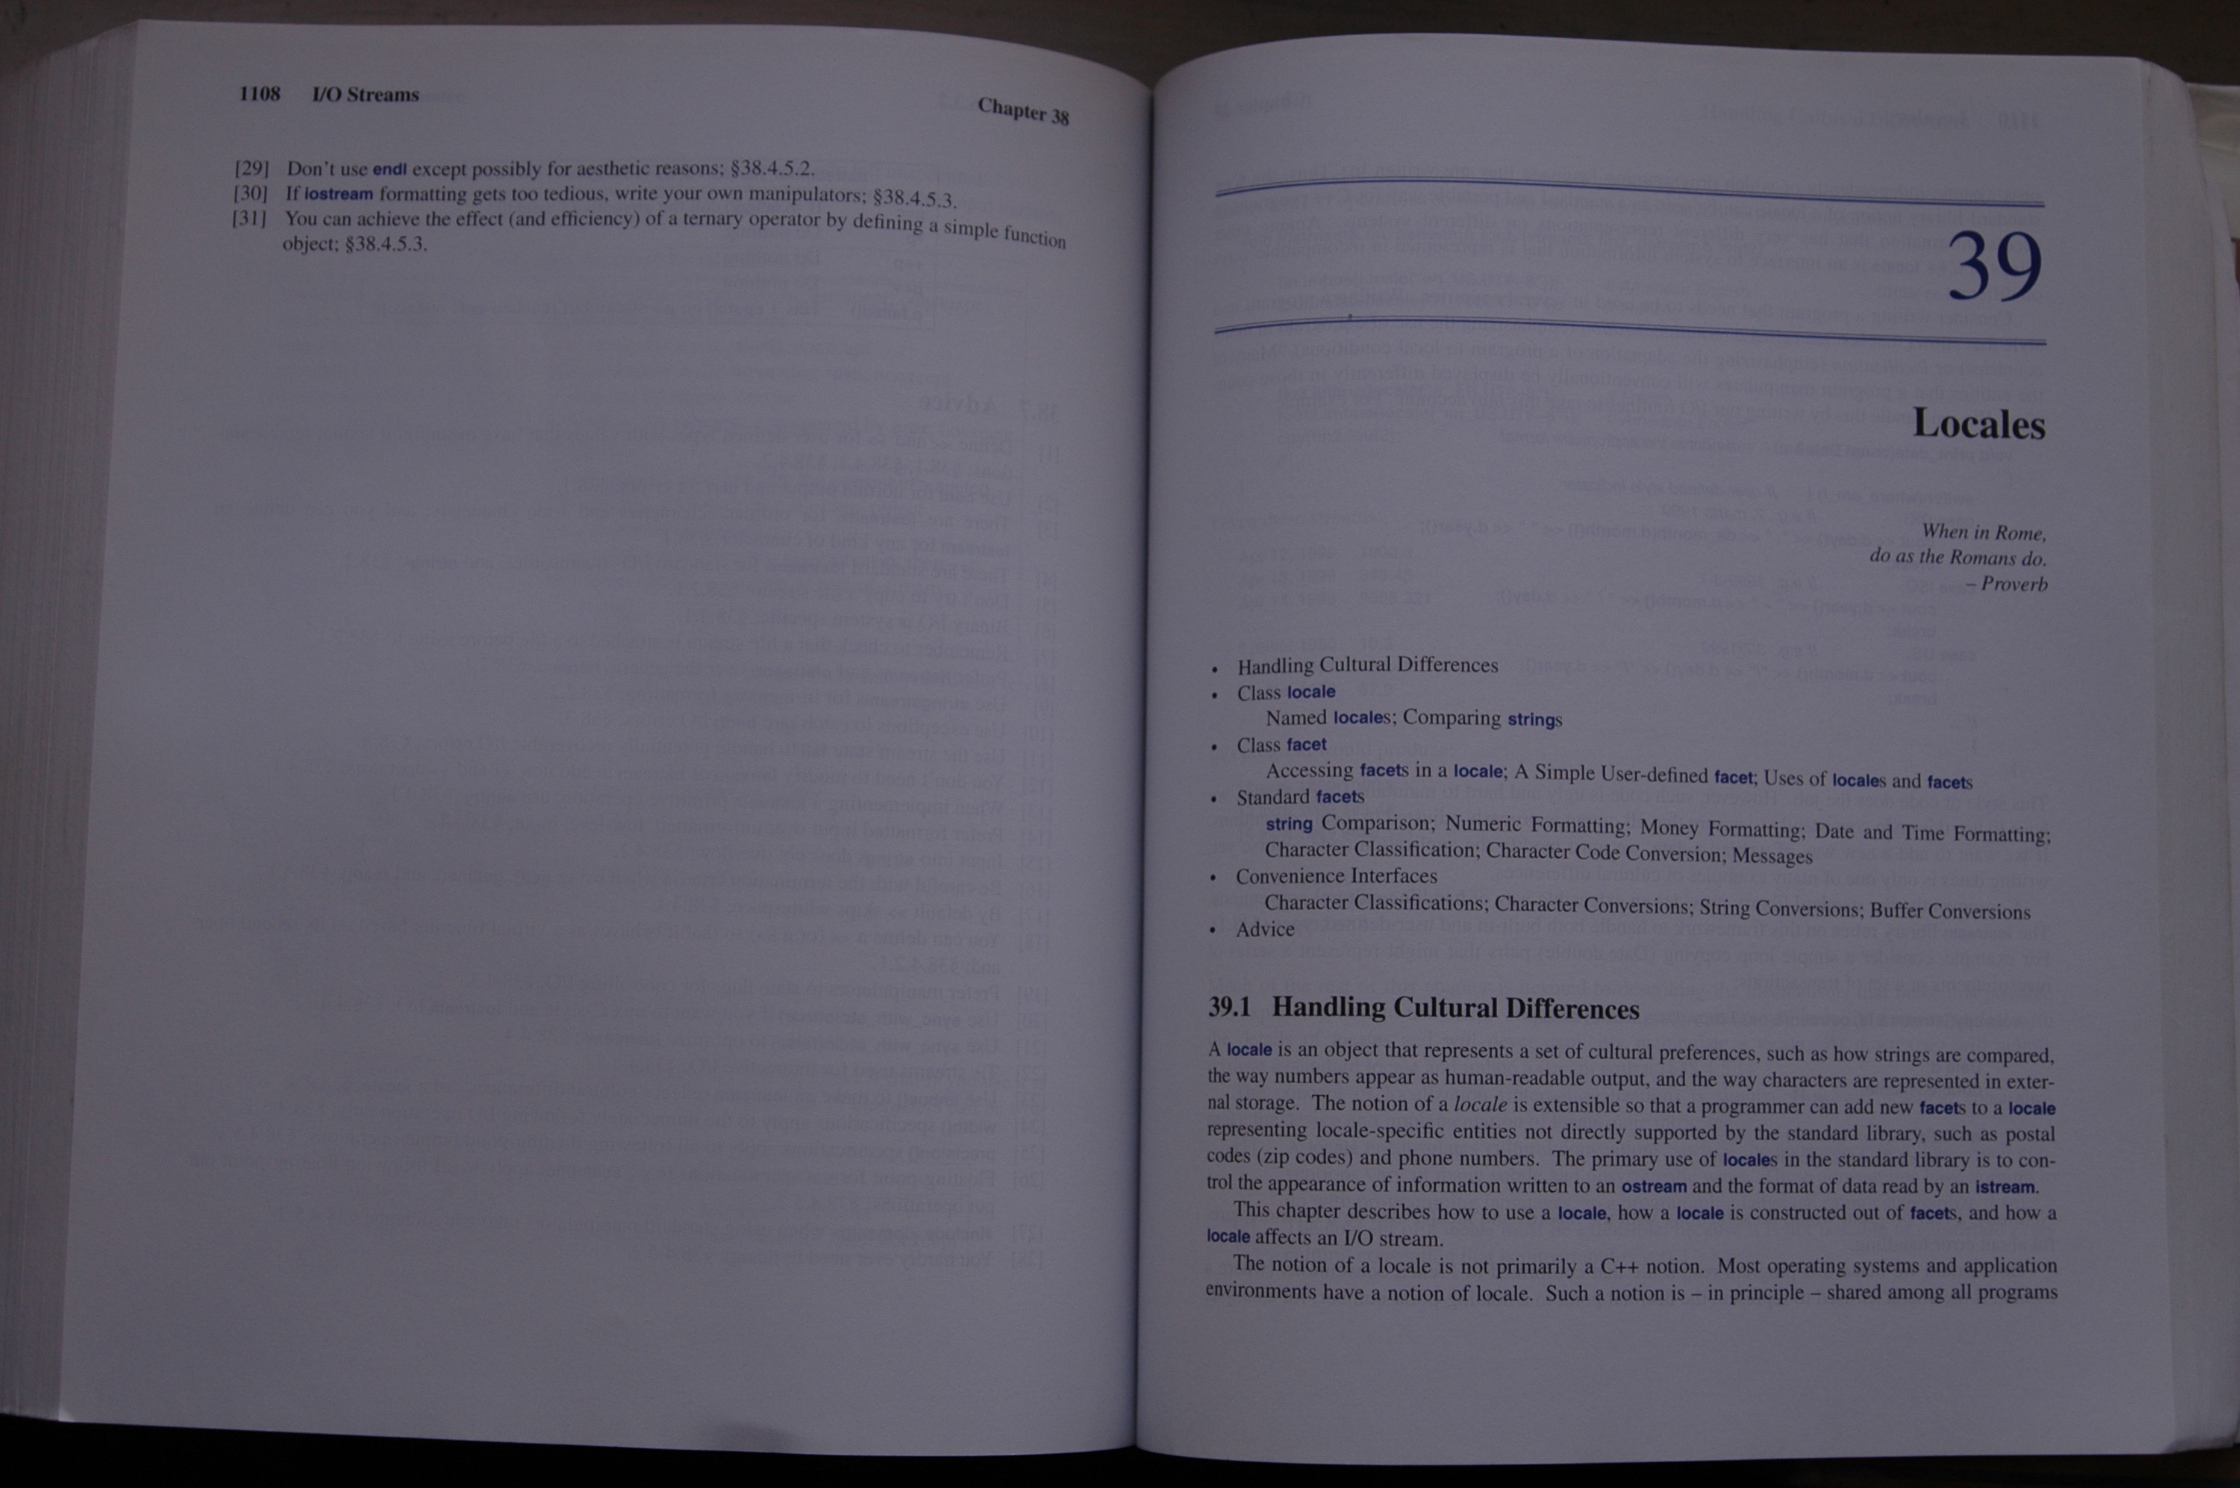 1108 I/O Streams Chapter 38
[29] Don't use endl except possibly for aesthetic reasons; §38.4.5.2.
[30] If iostream formatting gets too tedious, write your own manipulators; §38.4.5.3.
[31] You can achieve the effect (and efficiency) of a ternary operator by defining a simple function
object; §38.4.5.3.
39
Locales
When in Rome,
do as the Romans do.
– Proverb
• Handling Cultural Differences
• Class locale
Named locales; Comparing strings
• Class facet
Accessing facets in a locale; A Simple User-defined facet; Uses of locales and facets
• Standard facets
string Comparison; Numeric Formatting; Money Formatting; Date and Time Formatting;
Character Classification; Character Code Conversion; Messages
• Convenience Interfaces
Character Classifications; Character Conversions; String Conversions; Buffer Conversions
• Advice
39.1 Handling Cultural Differences
A locale is an object that represents a set of cultural preferences, such as how strings are compared,
the way numbers appear as human-readable output, and the way characters are represented in exter-
nal storage. The notion of a locale is extensible so that a programmer can add new facets to a locale
representing locale-specific entities not directly supported by the standard library, such as postal
codes (zip codes) and phone numbers. The primary use of locales in the standard library is to con-
trol the appearance of information written to an ostream and the format of data read by an istream.
This chapter describes how to use a locale, how a locale is constructed out of facets, and how a
locale affects an I/O stream.
The notion of a locale is not primarily a C++ notion. Most operating systems and application
environments have a notion of locale. Such a notion is – in principle – shared among all programs